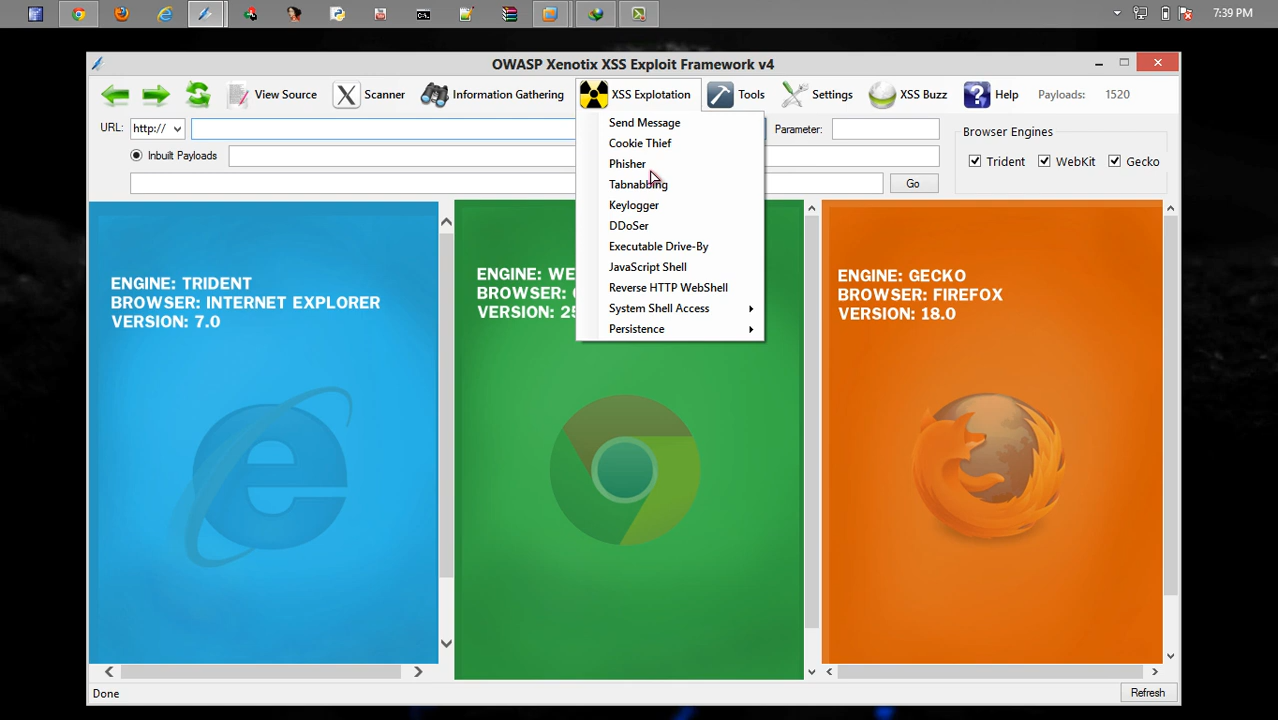 7:39 PM
OWASP Xenotix XSS Exploit Framework v4
View Source
Scanner
Information Gathering
XSS Explotation
Tools
Settings
XSS Buzz
Help
Payloads:
1520
URL:
http://
Parameter:
Inbuilt Payloads
Go
Browser Engines
Trident
WebKit
Gecko
Send Message
Cookie Thief
Phisher
Tabnabbing
Keylogger
DDoSer
Executable Drive-By
JavaScript Shell
Reverse HTTP WebShell
System Shell Access
Persistence
ENGINE: TRIDENT
BROWSER: INTERNET EXPLORER
VERSION: 7.0
ENGINE: WE
BROWSER:
VERSION: 25
ENGINE: GECKO
BROWSER: FIREFOX
VERSION: 18.0
Done
Refresh